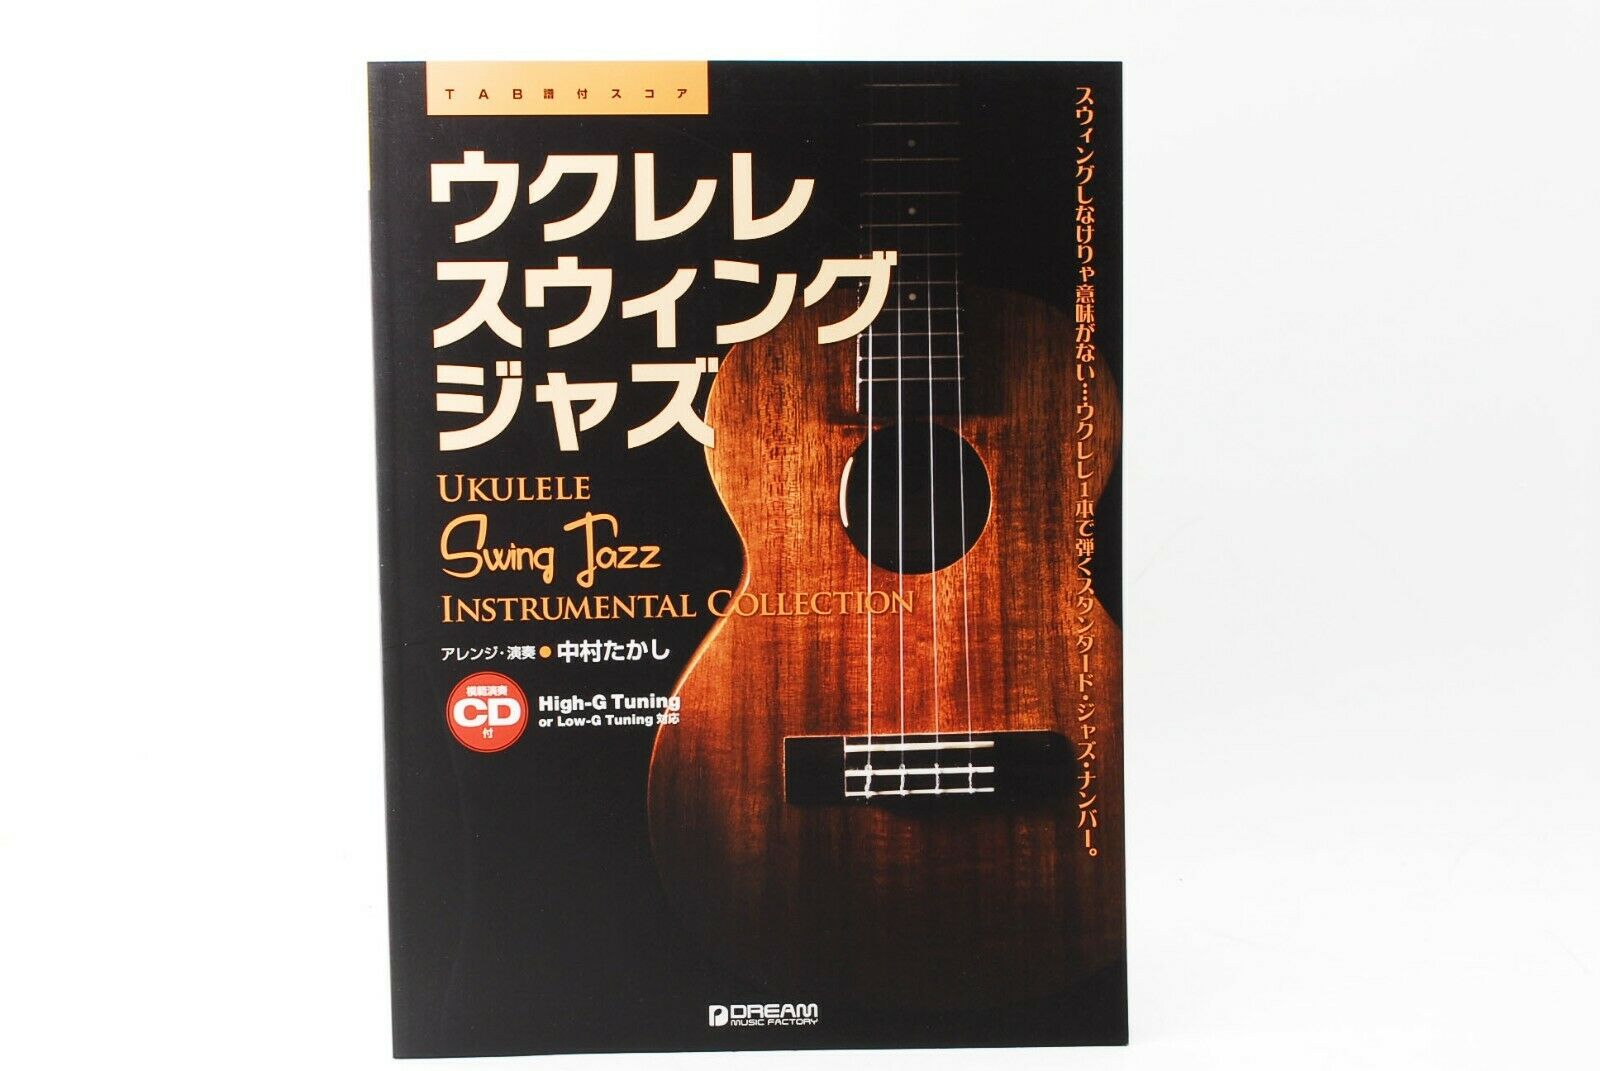 TAB譜付スコア
ウクレレ
スウィング
ジャズ
UKULELE
Swing Jazz
INSTRUMENTAL COLLECTION
アレンジ・演奏●中村たかし
模範演奏
CD
付
High-G Tuning
or Low-G Tuning 対応
スウィングしなけりゃ意味がない…ウクレレ1本で弾くスタンダード・ジャズ・ナンバー。
DREAM
MUSIC FACTORY